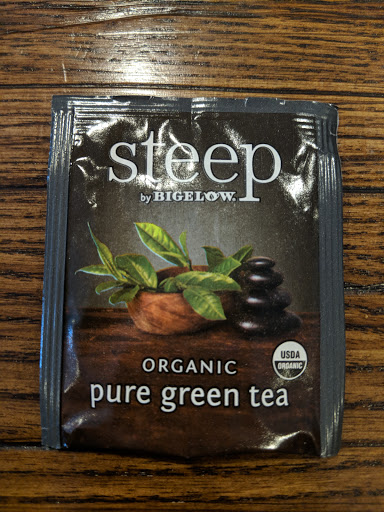 steep
by BIGELOW®
ORGANIC
USDA
ORGANIC
pure green tea